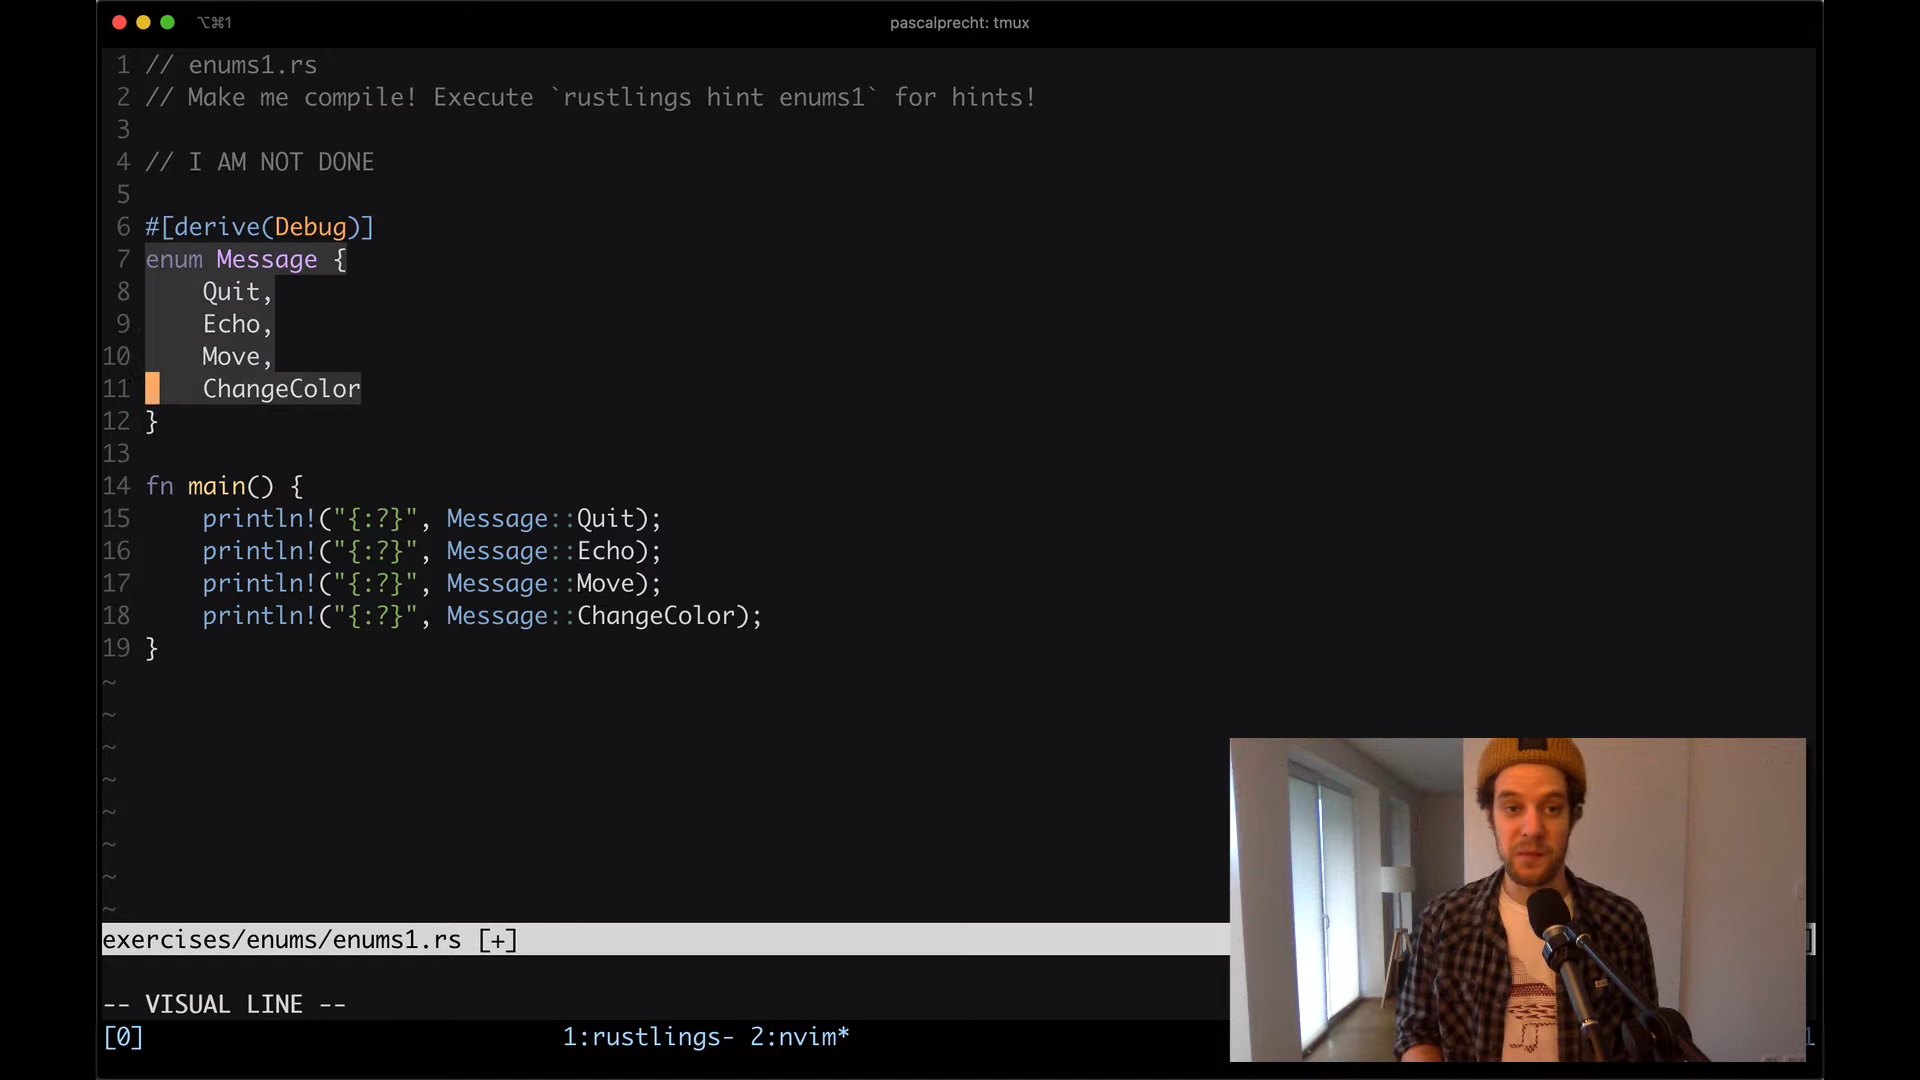 ⌥⌘1 pascalprecht: tmux
1 // enums1.rs
2 // Make me compile! Execute `rustlings hint enums1` for hints!
3
4 // I AM NOT DONE
5
6 #[derive(Debug)]
7 enum Message {
8     Quit,
9     Echo,
10     Move,
11     ChangeColor
12 }
13
14 fn main() {
15     println!("{:?}", Message::Quit);
16     println!("{:?}", Message::Echo);
17     println!("{:?}", Message::Move);
18     println!("{:?}", Message::ChangeColor);
19 }
~
~
~
~
~
~
~
~
exercises/enums/enums1.rs [+]
-- VISUAL LINE --
[0] 1:rustlings- 2:nvim*